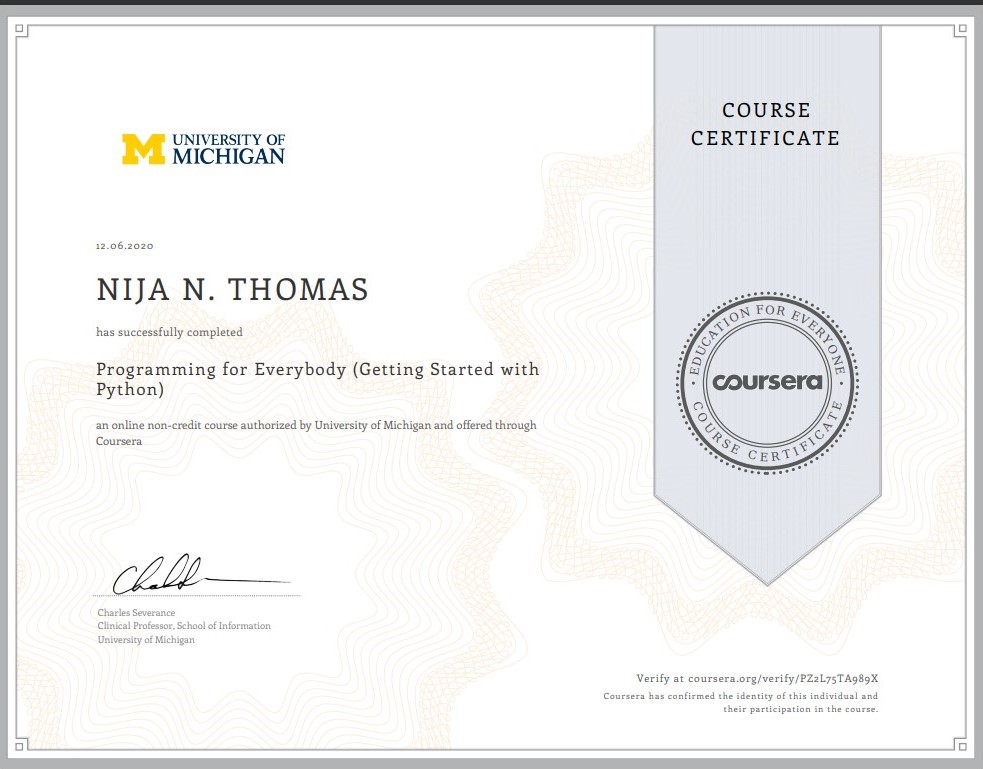 UNIVERSITY OF
MICHIGAN
COURSE
CERTIFICATE
12.06.2020
NIJA N. THOMAS
has successfully completed
Programming for Everybody (Getting Started with
Python)
an online non-credit course authorized by University of Michigan and offered through
Coursera
EDUCATION FOR EVERYONE
coursera
COURSE CERTIFICATE
Charles Severance
Clinical Professor, School of Information
University of Michigan
Verify at coursera.org/verify/PZ2L75TA989X
Coursera has confirmed the identity of this individual and
their participation in the course.